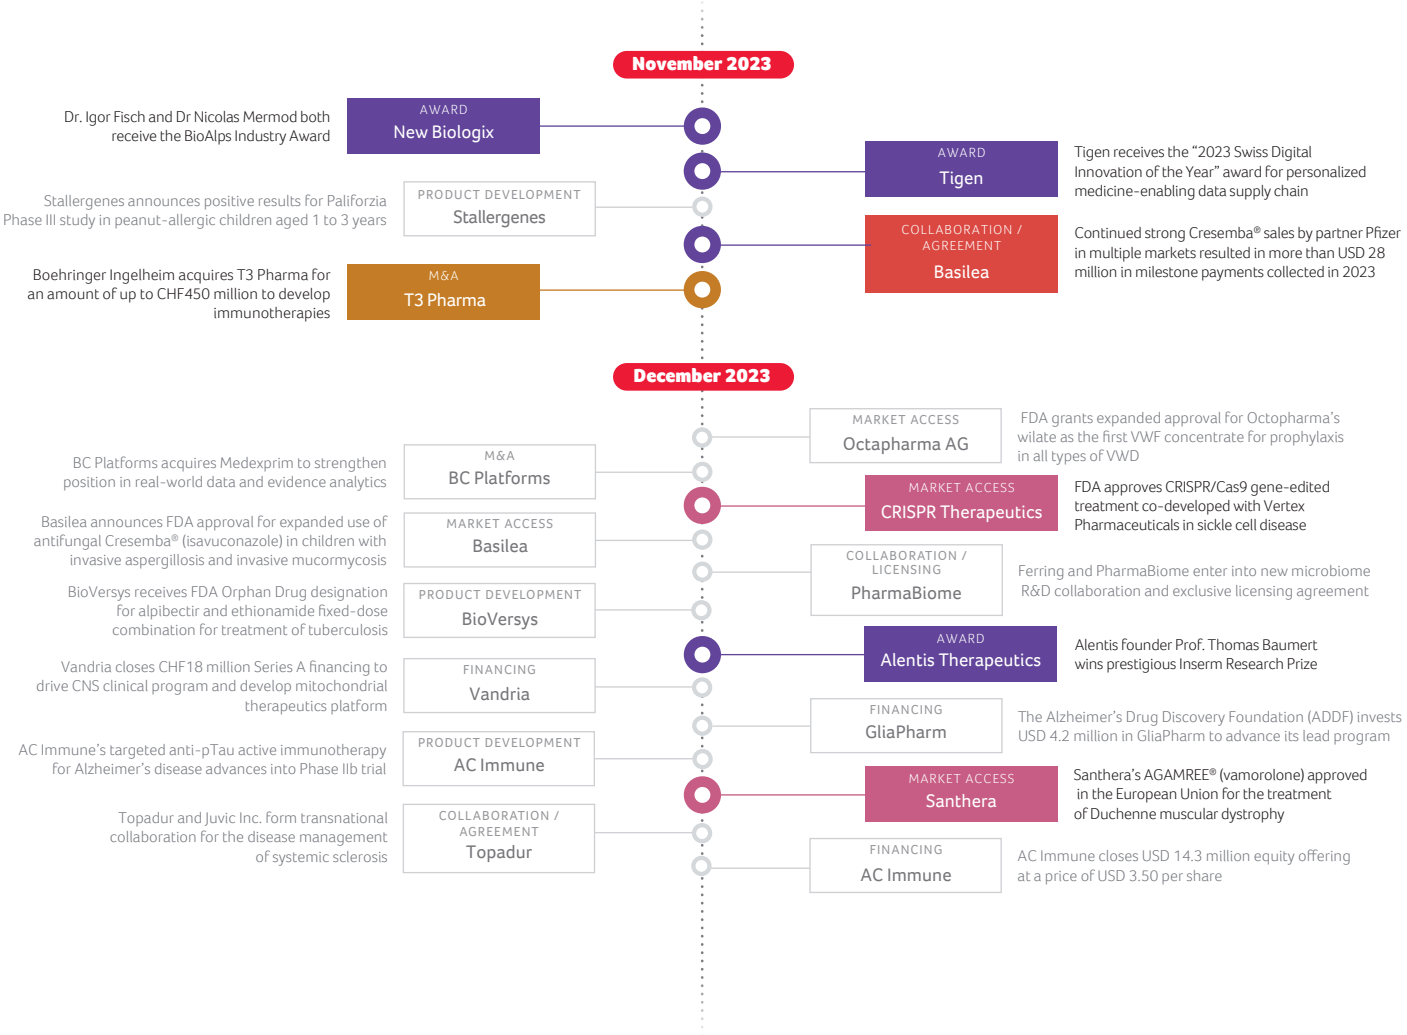 November 2023
Dr. Igor Fisch and Dr Nicolas Mermod both
receive the BioAlps Industry Award
AWARD
New Biologix
AWARD
Tigen
Tigen receives the “2023 Swiss Digital
Innovation of the Year” award for personalized
medicine-enabling data supply chain
Stallergenes announces positive results for Paliforzia
Phase III study in peanut-allergic children aged 1 to 3 years
PRODUCT DEVELOPMENT
Stallergenes
COLLABORATION /
AGREEMENT
Basilea
Continued strong Cresemba® sales by partner Pfizer
in multiple markets resulted in more than USD 28
million in milestone payments collected in 2023
Boehringer Ingelheim acquires T3 Pharma for
an amount of up to CHF450 million to develop
immunotherapies
M&A
T3 Pharma
December 2023
MARKET ACCESS
Octapharma AG
FDA grants expanded approval for Octopharma’s
wilate as the first VWF concentrate for prophylaxis
in all types of VWD
BC Platforms acquires Medexprim to strengthen
position in real-world data and evidence analytics
M&A
BC Platforms
MARKET ACCESS
CRISPR Therapeutics
FDA approves CRISPR/Cas9 gene-edited
treatment co-developed with Vertex
Pharmaceuticals in sickle cell disease
Basilea announces FDA approval for expanded use of
antifungal Cresemba® (isavuconazole) in children with
invasive aspergillosis and invasive mucormycosis
MARKET ACCESS
Basilea
COLLABORATION /
LICENSING
PharmaBiome
Ferring and PharmaBiome enter into new microbiome
R&D collaboration and exclusive licensing agreement
BioVersys receives FDA Orphan Drug designation
for alpibectir and ethionamide fixed-dose
combination for treatment of tuberculosis
PRODUCT DEVELOPMENT
BioVersys
AWARD
Alentis Therapeutics
Alentis founder Prof. Thomas Baumert
wins prestigious Inserm Research Prize
Vandria closes CHF18 million Series A financing to
drive CNS clinical program and develop mitochondrial
therapeutics platform
FINANCING
Vandria
FINANCING
GliaPharm
The Alzheimer’s Drug Discovery Foundation (ADDF) invests
USD 4.2 million in GliaPharm to advance its lead program
AC Immune’s targeted anti-pTau active immunotherapy
for Alzheimer’s disease advances into Phase IIb trial
PRODUCT DEVELOPMENT
AC Immune
MARKET ACCESS
Santhera
Santhera’s AGAMREE® (vamorolone) approved
in the European Union for the treatment
of Duchenne muscular dystrophy
Topadur and Juvic Inc. form transnational
collaboration for the disease management
of systemic sclerosis
COLLABORATION /
AGREEMENT
Topadur
FINANCING
AC Immune
AC Immune closes USD 14.3 million equity offering
at a price of USD 3.50 per share